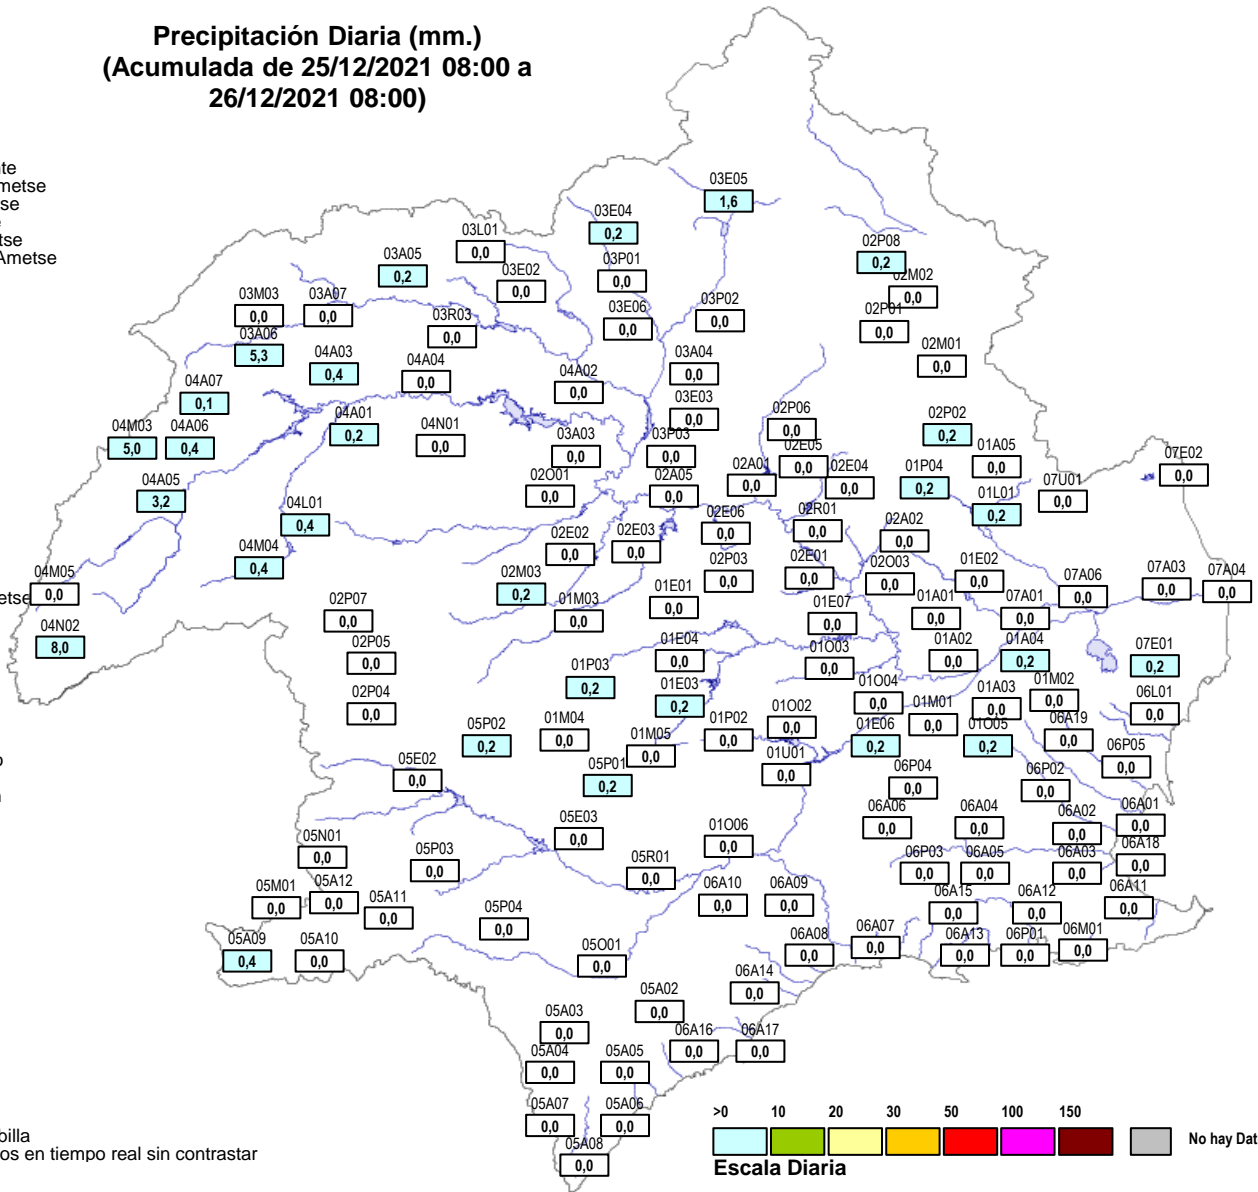 Precipitación Diaria (mm.)
(Acumulada de 25/12/2021 08:00 a
26/12/2021 08:00)
nte
metse
tse
e
tse
Ametse
03E05
1,6
03E04
0,2
03L01
0,0
02P08
0,2
03A05
0,2
03P01
0,0
03E02
0,0
02M02
0,0
03M03
0,0
03A07
0,0
03P02
0,0
03E06
0,0
02P01
0,0
03R03
0,0
03A06
5,3
02M01
0,0
04A03
0,4
04A04
0,0
03A04
0,0
04A02
0,0
04A07
0,1
03E03
0,0
04A01
0,2
02P06
0,0
02P02
0,2
04M03
5,0
04A06
0,4
04N01
0,0
03A03
0,0
03P03
0,0
02E05
0,0
01A05
0,0
07E02
0,0
02A01
0,0
02E04
0,0
01P04
0,2
02O01
0,0
02A05
0,0
07U01
0,0
04A05
3,2
01L01
0,2
04L01
0,4
02R01
0,0
02E06
0,0
02A02
0,0
02E02
0,0
02E03
0,0
04M04
0,4
02P03
0,0
02E01
0,0
02O03
0,0
01E02
0,0
04M05
0,0
etse
02M03
0,2
07A03
0,0
07A04
0,0
07A06
0,0
01M03
0,0
01E01
0,0
02P07
0,0
01E07
0,0
01A01
0,0
07A01
0,0
04N02
8,0
02P05
0,0
01E04
0,0
01O03
0,0
01A02
0,0
01A04
0,2
07E01
0,2
01P03
0,2
01E03
0,2
01O04
0,0
01A03
0,0
01M02
0,0
02P04
0,0
06L01
0,0
01O02
0,0
01M01
0,0
05P02
0,2
01M04
0,0
01P02
0,0
01E06
0,2
01O05
0,2
06A19
0,0
01M05
0,0
06P05
0,0
05E02
0,0
05P01
0,2
01U01
0,0
06P04
0,0
06P02
0,0
06A06
0,0
06A04
0,0
06A02
0,0
06A01
0,0
05E03
0,0
01O06
0,0
05N01
0,0
05P03
0,0
05R01
0,0
06P03
0,0
06A05
0,0
06A03
0,0
06A18
0,0
05M01
0,0
05A12
0,0
05A11
0,0
06A10
0,0
06A09
0,0
06A15
0,0
06A12
0,0
06A11
0,0
05P04
0,0
05A09
0,4
05A10
0,0
05O01
0,0
06A08
0,0
06A07
0,0
06A13
0,0
06P01
0,0
06M01
0,0
06A14
0,0
05A02
0,0
05A03
0,0
06A16
0,0
06A17
0,0
05A04
0,0
05A05
0,0
05A07
0,0
05A06
0,0
05A08
0,0
billa
os en tiempo real sin contrastar
>0 10 20 30 50 100 150
No hay Dat
Escala Diaria